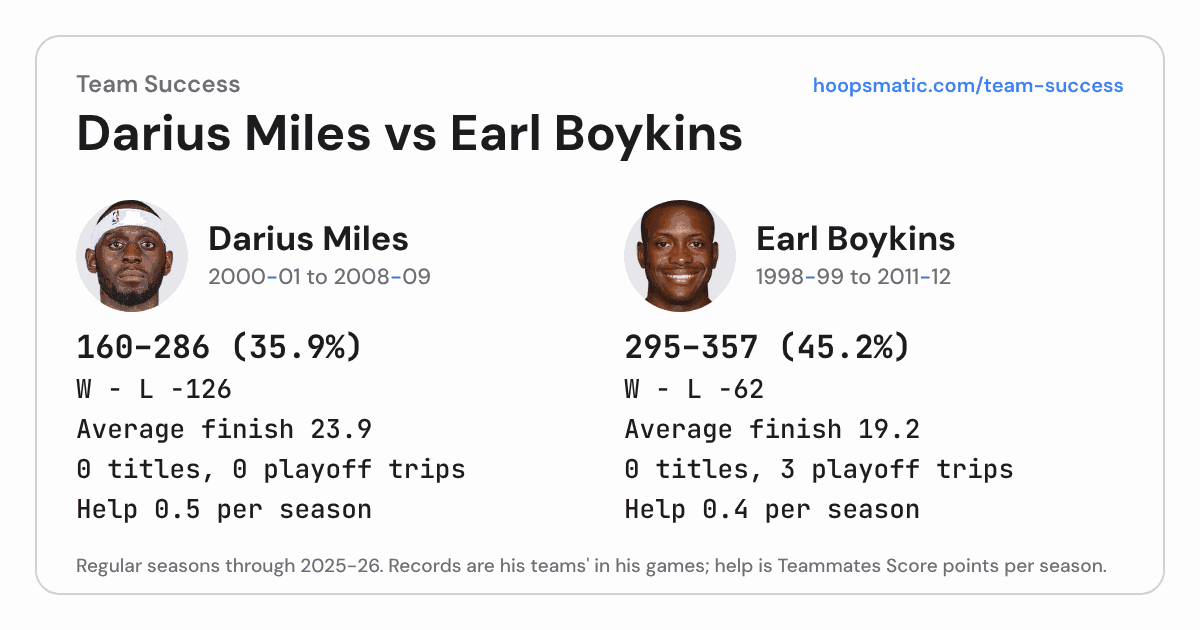 Team Success
hoopsmatic.com/team-success
Darius Miles vs Earl Boykins
Darius Miles
2000-01 to 2008-09
160-286 (35.9%)
W - L -126
Average finish 23.9
0 titles, 0 playoff trips
Help 0.5 per season
Earl Boykins
1998-99 to 2011-12
295-357 (45.2%)
W - L -62
Average finish 19.2
0 titles, 3 playoff trips
Help 0.4 per season
Regular seasons through 2025-26. Records are his teams' in his games; help is Teammates Score points per season.